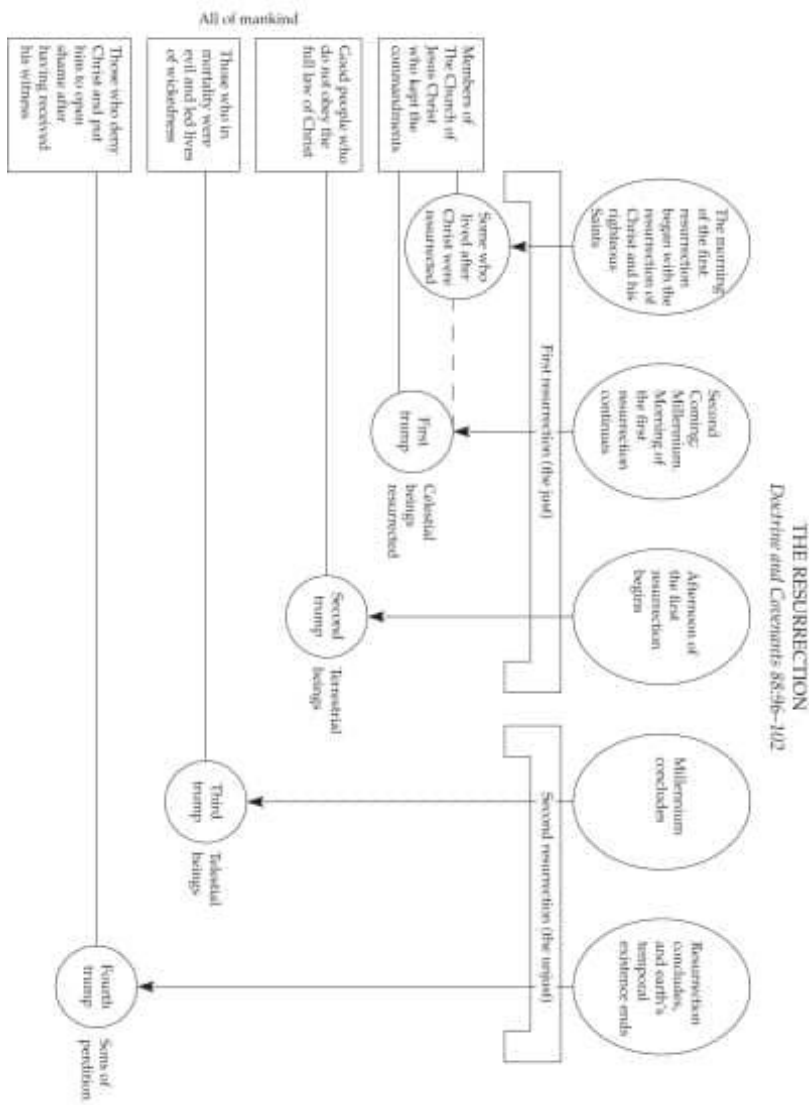 THE RESURRECTION
Doctrine and Covenants 88:96–102
The morning
of the first
resurrection
began with the
resurrection of
Christ and his
righteous
Saints
Second
Coming;
Millennium
Morning of
the first
resurrection
continues
Afternoon of
the first
resurrection
begins
Millennium
concludes
Resurrection
concludes,
and earth's
temporal
existence ends
First resurrection (the just)
Second resurrection (the unjust)
All of mankind
Members of
The Church of
Jesus Christ
who kept the
commandments
Some who
lived after
Christ were
resurrected
First
trump
Celestial
beings
resurrected
Good people who
do not obey the
full law of Christ
Second
trump
Terrestrial
beings
Those who in
mortality were
evil and led lives
of wickedness
Third
trump
Telestial
beings
Those who deny
Christ and put
him to open
shame after
having received
his witness
Fourth
trump
Sons of
perdition